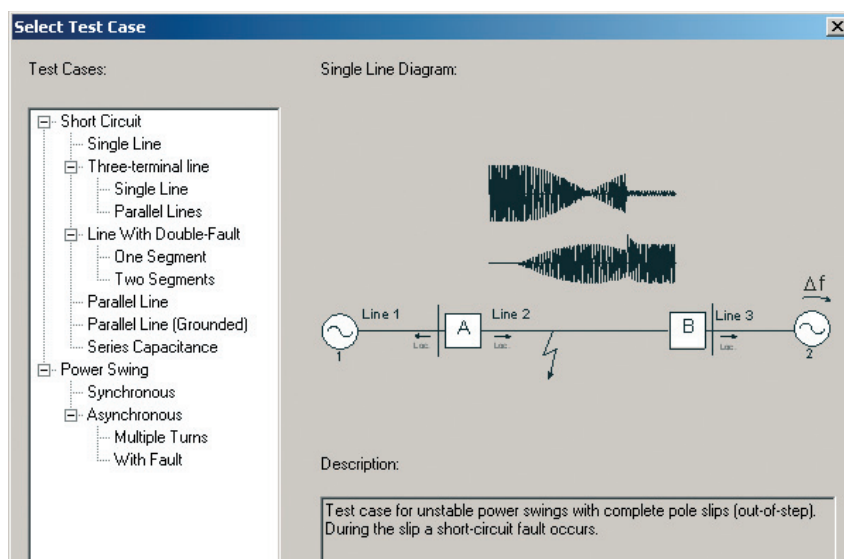 Select Test Case
Test Cases:
Single Line Diagram:
Short Circuit
Single Line
Three-terminal line
Single Line
Parallel Lines
Line With Double-Fault
One Segment
Two Segments
Parallel Line
Parallel Line (Grounded)
Series Capacitance
Power Swing
Synchronous
Asynchronous
Multiple Turns
With Fault
Δf
Line 1
A
Line 2
B
Line 3
Loc.
Loc.
Loc.
1
2
Description:
Test case for unstable power swings with complete pole slips (out-of-step).
During the slip a short-circuit fault occurs.